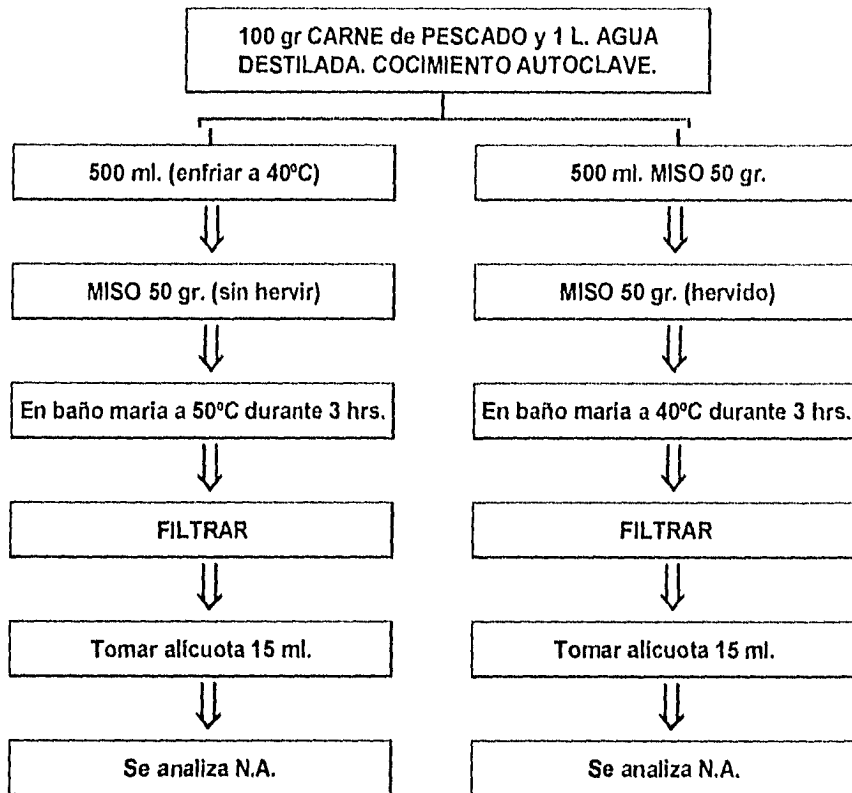 100 gr CARNE de PESCADO y 1 L. AGUA
DESTILADA. COCIMIENTO AUTOCLAVE.
500 ml. (enfriar a 40ºC)
500 ml. MISO 50 gr.
MISO 50 gr. (sin hervir)
MISO 50 gr. (hervido)
En baño maria a 50ºC durante 3 hrs.
En baño maria a 40ºC durante 3 hrs.
FILTRAR
FILTRAR
Tomar alícuota 15 ml.
Tomar alícuota 15 ml.
Se analiza N.A.
Se analiza N.A.